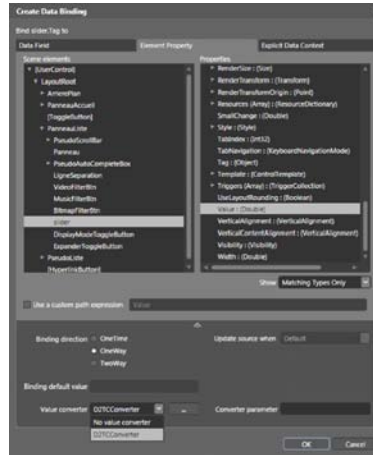 Create Data Binding
Bind slider.Tag to
Data Field
Element Property
Explicit Data Context
Scene elements
Properties
[UserControl]
LayoutRoot
ArrierePlan
PanneauAccueil
[ToggleButton]
PanneauListe
PseudoScrollBar
Panneau
PseudoAutoCompleteBox
LigneSeparation
VideoFilterBtn
MusicFilterBtn
BitmapFilterBtn
slider
DisplayModeToggleButton
ExpanderToggleButton
PseudoListe
[HyperlinkButton]
RenderSize : (Size)
RenderTransform : (Transform)
RenderTransformOrigin : (Point)
Resources (Array) : (ResourceDictionary)
SmallChange : (Double)
Style : (Style)
TabIndex : (Int32)
TabNavigation : (KeyboardNavigationMode)
Tag : (Object)
Template : (ControlTemplate)
Triggers (Array) : (TriggerCollection)
UseLayoutRounding : (Boolean)
Value : (Double)
VerticalAlignment : (VerticalAlignment)
VerticalContentAlignment : (VerticalAlignment)
Visibility : (Visibility)
Width : (Double)
Show Matching Types Only
Use a custom path expression Value
Binding direction
OneTime
OneWay
TwoWay
Update source when Default
Binding default value
Value converter D2TCConverter ... Converter parameter
No value converter
D2TCConverter
OK Cancel